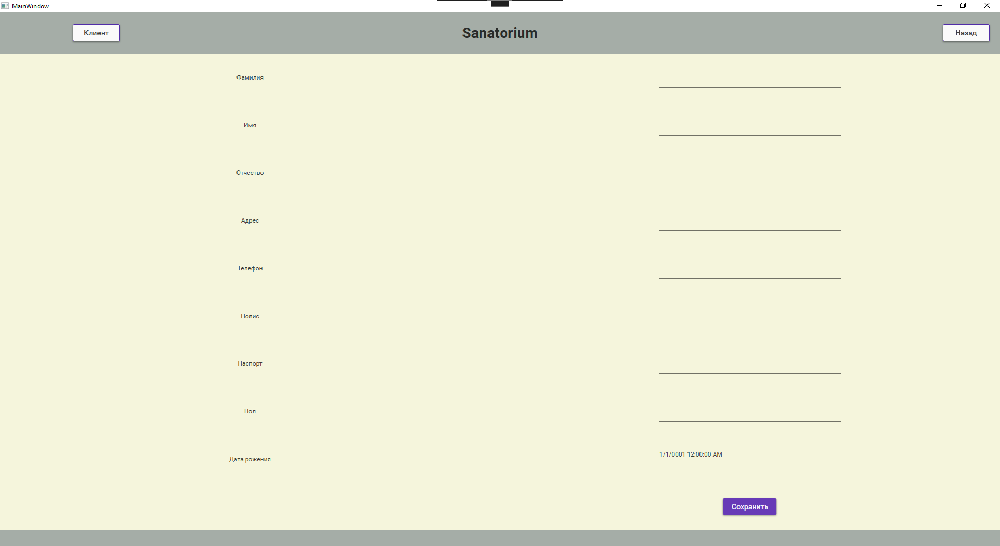 MainWindow
Клиент
Sanatorium
Назад
Фамилия
Имя
Отчество
Адрес
Телефон
Полис
Паспорт
Пол
Дата рожения
1/1/0001 12:00:00 AM
Сохранить